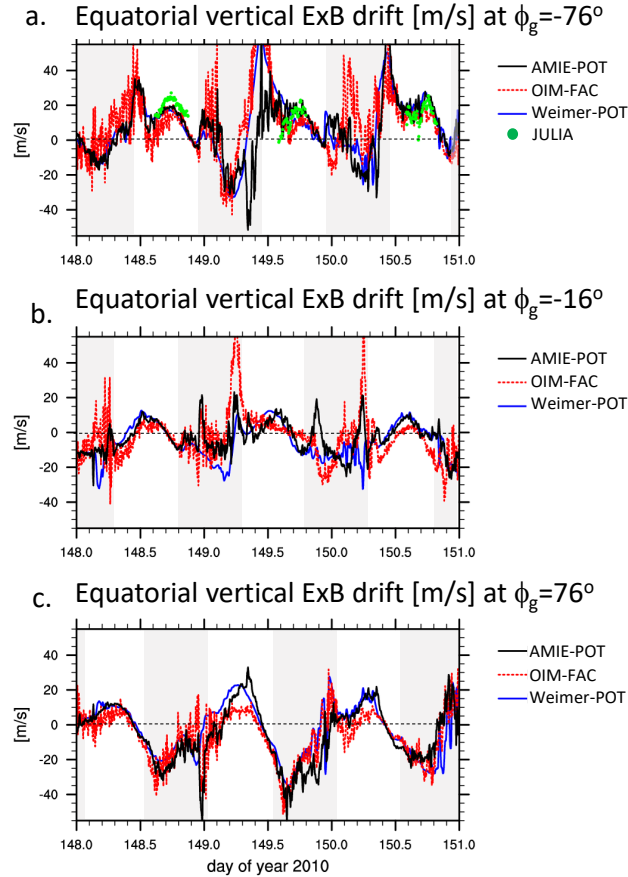 a. Equatorial vertical ExB drift [m/s] at ϕg=-76º
40
20
0
-20
-40
[m/s]
148.0 148.5 149.0 149.5 150.0 150.5 151.0
AMIE-POT
OIM-FAC
Weimer-POT
JULIA
b. Equatorial vertical ExB drift [m/s] at ϕg=-16º
40
20
0
-20
-40
[m/s]
148.0 148.5 149.0 149.5 150.0 150.5 151.0
AMIE-POT
OIM-FAC
Weimer-POT
c. Equatorial vertical ExB drift [m/s] at ϕg=76º
40
20
0
-20
-40
[m/s]
148.0 148.5 149.0 149.5 150.0 150.5 151.0
day of year 2010
AMIE-POT
OIM-FAC
Weimer-POT